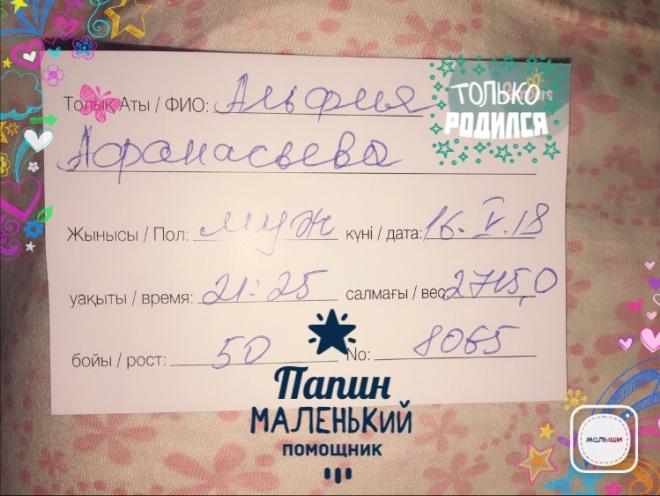 Толық Аты / ФИО: Альфия
ТОЛЬКО
РОДИЛСЯ
Афанасьева
Жынысы / Пол: муж күні / дата: 16.V.18
уақыты / время: 21:25 салмағы / вес 2715,0
бойы / рост: 50 No: 8065
Папин
МАЛЕНЬКИЙ
ПОМОЩНИК
малыши